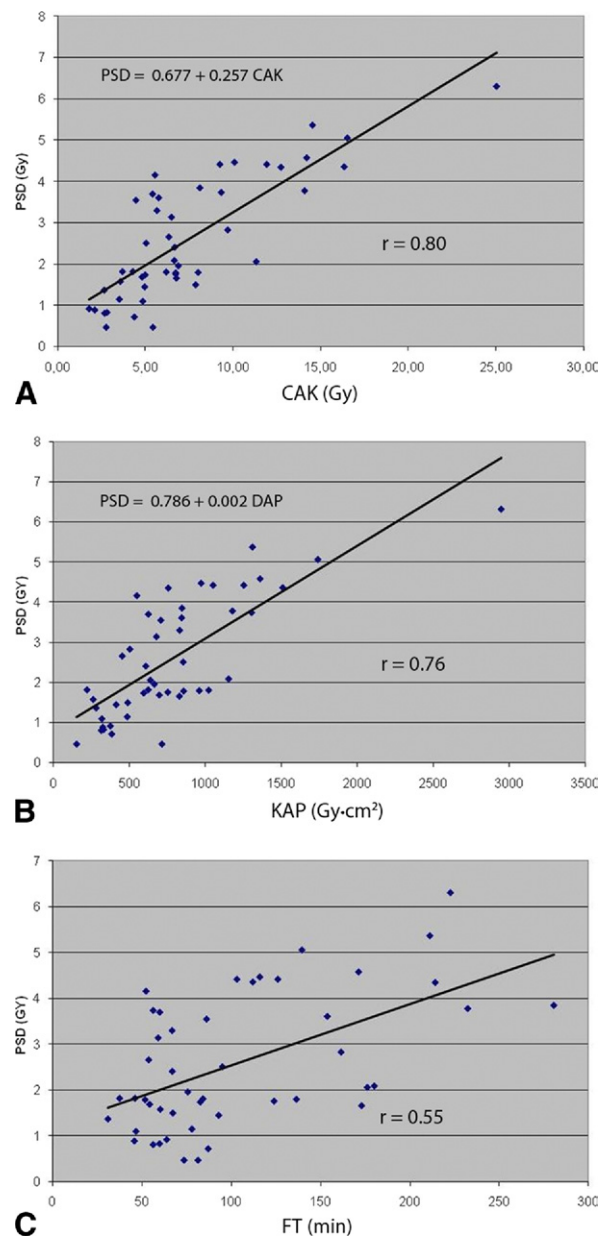 8
7
6
5
4
3
2
1
0
PSD (Gy)
PSD = 0.677 + 0.257 CAK
r = 0.80
0,00 5,00 10,00 15,00 20,00 25,00 30,00
A
CAK (Gy)
8
7
6
5
4
3
2
1
0
PSD (GY)
PSD = 0.786 + 0.002 DAP
r = 0.76
0 500 1000 1500 2000 2500 3000 3500
B
KAP (Gy·cm²)
7
6
5
4
3
2
1
0
PSD (GY)
r = 0.55
0 50 100 150 200 250 300
C
FT (min)